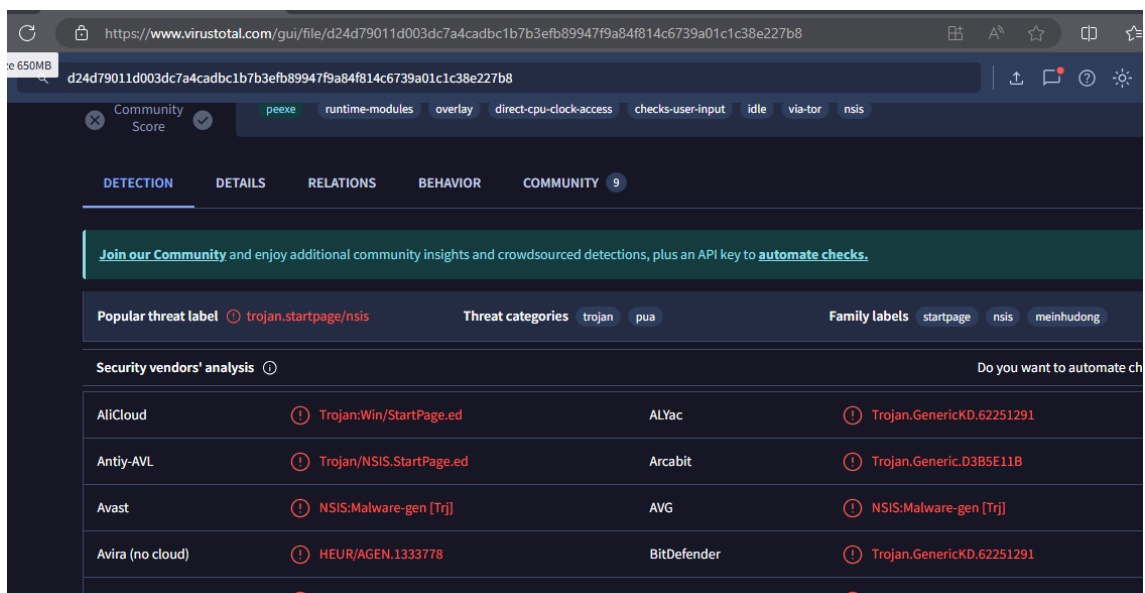 https://www.virustotal.com/gui/file/d24d79011d003dc7a4cadbc1b7b3efb89947f9a84f814c6739a01c1c38e227b8
650MB
d24d79011d003dc7a4cadbc1b7b3efb89947f9a84f814c6739a01c1c38e227b8
Community Score peexe runtime-modules overlay direct-cpu-clock-access checks-user-input idle via-tor nsis
DETECTION DETAILS RELATIONS BEHAVIOR COMMUNITY 9
Join our Community and enjoy additional community insights and crowdsourced detections, plus an API key to automate checks.
Popular threat label trojan.startpage/nsis Threat categories trojan pua Family labels startpage nsis meinhudong
Security vendors' analysis Do you want to automate ch
AliCloud Trojan:Win/StartPage.ed ALYac Trojan.GenericKD.62251291
Antiy-AVL Trojan/NSIS.StartPage.ed Arcabit Trojan.Generic.D3B5E11B
Avast NSIS:Malware-gen [Trj] AVG NSIS:Malware-gen [Trj]
Avira (no cloud) HEUR/AGEN.1333778 BitDefender Trojan.GenericKD.62251291